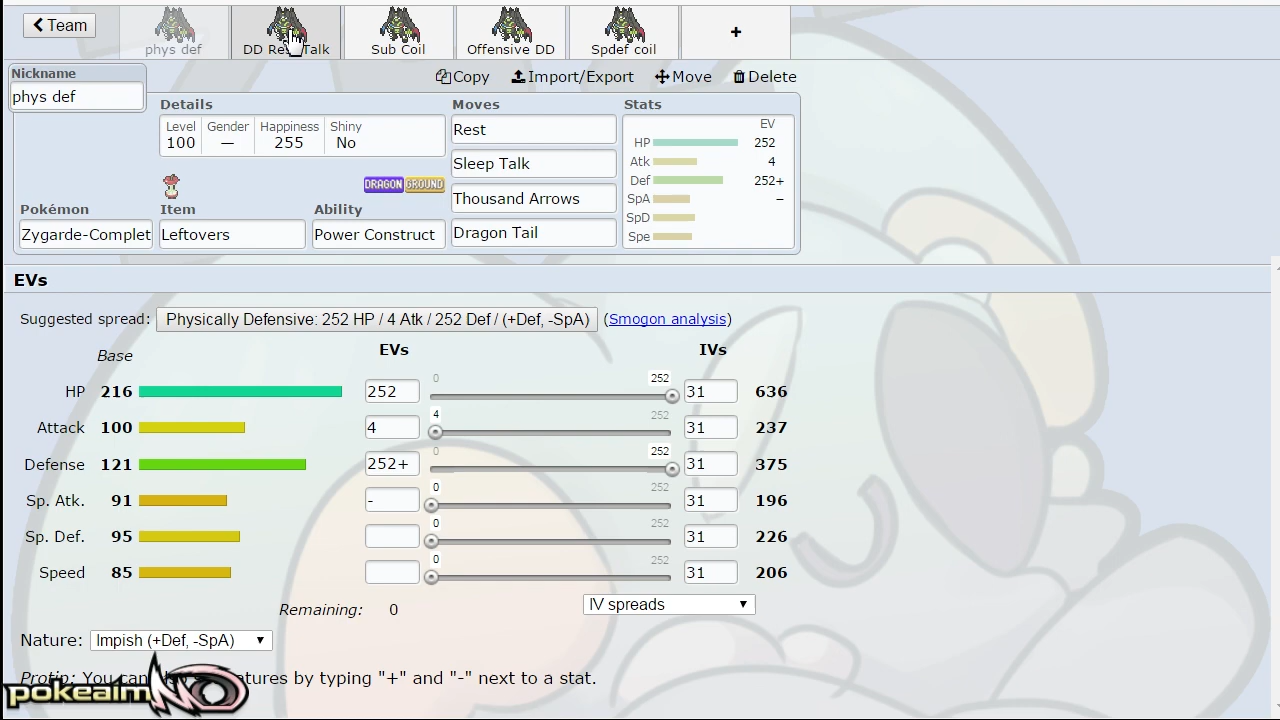 Team
phys def
DD Rest Talk
Sub Coil
Offensive DD
Spdef coil
+
Nickname
phys def
Copy
Import/Export
Move
Delete
Details
Level
100
Gender
—
Happiness
255
Shiny
No
DRAGON GROUND
Pokémon
Zygarde-Complet
Item
Leftovers
Ability
Power Construct
Moves
Rest
Sleep Talk
Thousand Arrows
Dragon Tail
Stats
EV
HP 252
Atk 4
Def 252+
SpA –
SpD
Spe
EVs
Suggested spread: Physically Defensive: 252 HP / 4 Atk / 252 Def / (+Def, -SpA) (Smogon analysis)
Base EVs IVs
HP 216 252 0 252 31 636
Attack 100 4 4 252 31 237
Defense 121 252+ 0 252 31 375
Sp. Atk. 91 - 0 252 31 196
Sp. Def. 95 0 252 31 226
Speed 85 0 252 31 206
Remaining: 0
IV spreads
Nature: Impish (+Def, -SpA)
Protip: You can natures by typing "+" and "-" next to a stat.
pokeaimNO